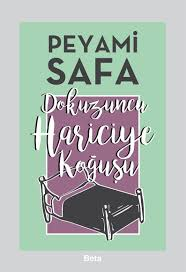 PEYAMİ
SAFA
Dokuzuncu
Hariciye
Koğuşu
Beta